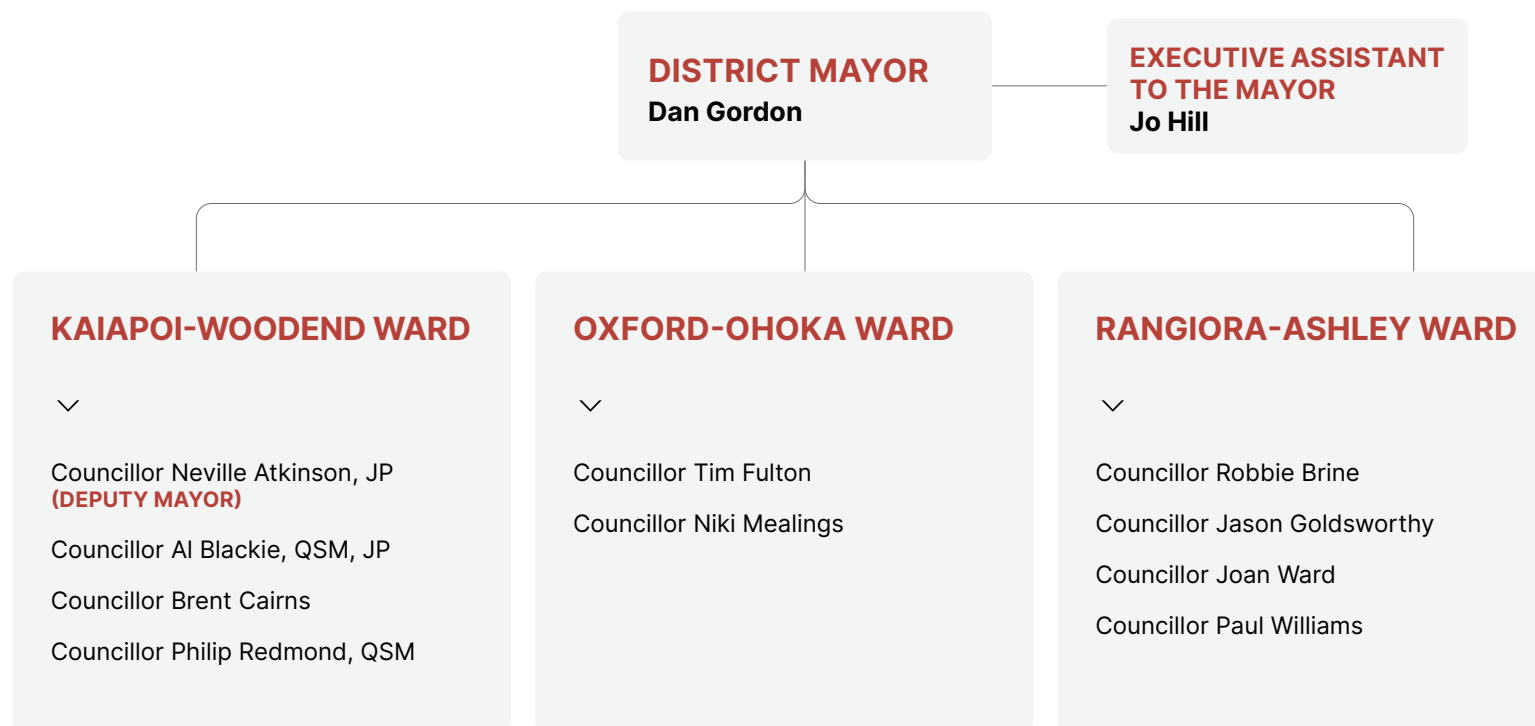 DISTRICT MAYOR
Dan Gordon
EXECUTIVE ASSISTANT
TO THE MAYOR
Jo Hill
KAIAPOI-WOODEND WARD
Councillor Neville Atkinson, JP
(DEPUTY MAYOR)
Councillor Al Blackie, QSM, JP
Councillor Brent Cairns
Councillor Philip Redmond, QSM
OXFORD-OHOKA WARD
Councillor Tim Fulton
Councillor Niki Mealings
RANGIORA-ASHLEY WARD
Councillor Robbie Brine
Councillor Jason Goldsworthy
Councillor Joan Ward
Councillor Paul Williams